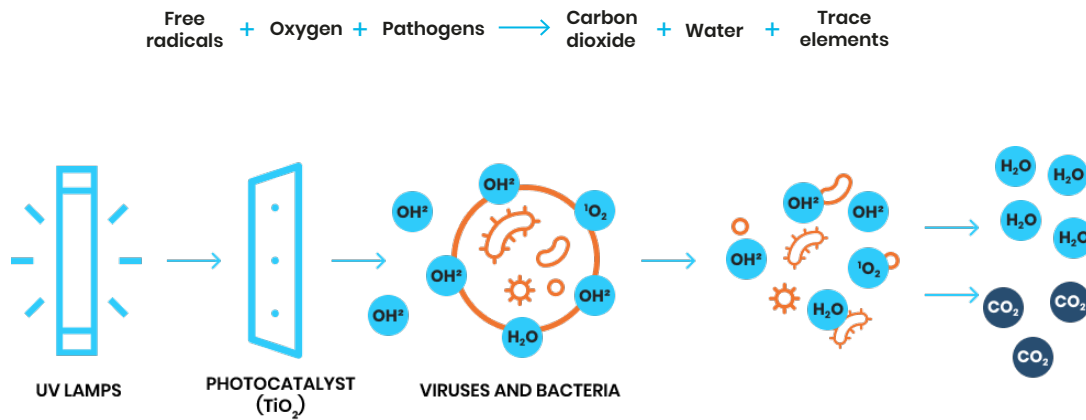 Free radicals + Oxygen + Pathogens → Carbon dioxide + Water + Trace elements
OH²
OH²
OH²
¹O₂
OH²
OH²
H₂O
OH²
OH²
OH²
¹O₂
H₂O
H₂O
H₂O
H₂O
H₂O
CO₂
CO₂
CO₂
UV LAMPS
PHOTOCATALYST
(TiO₂)
VIRUSES AND BACTERIA